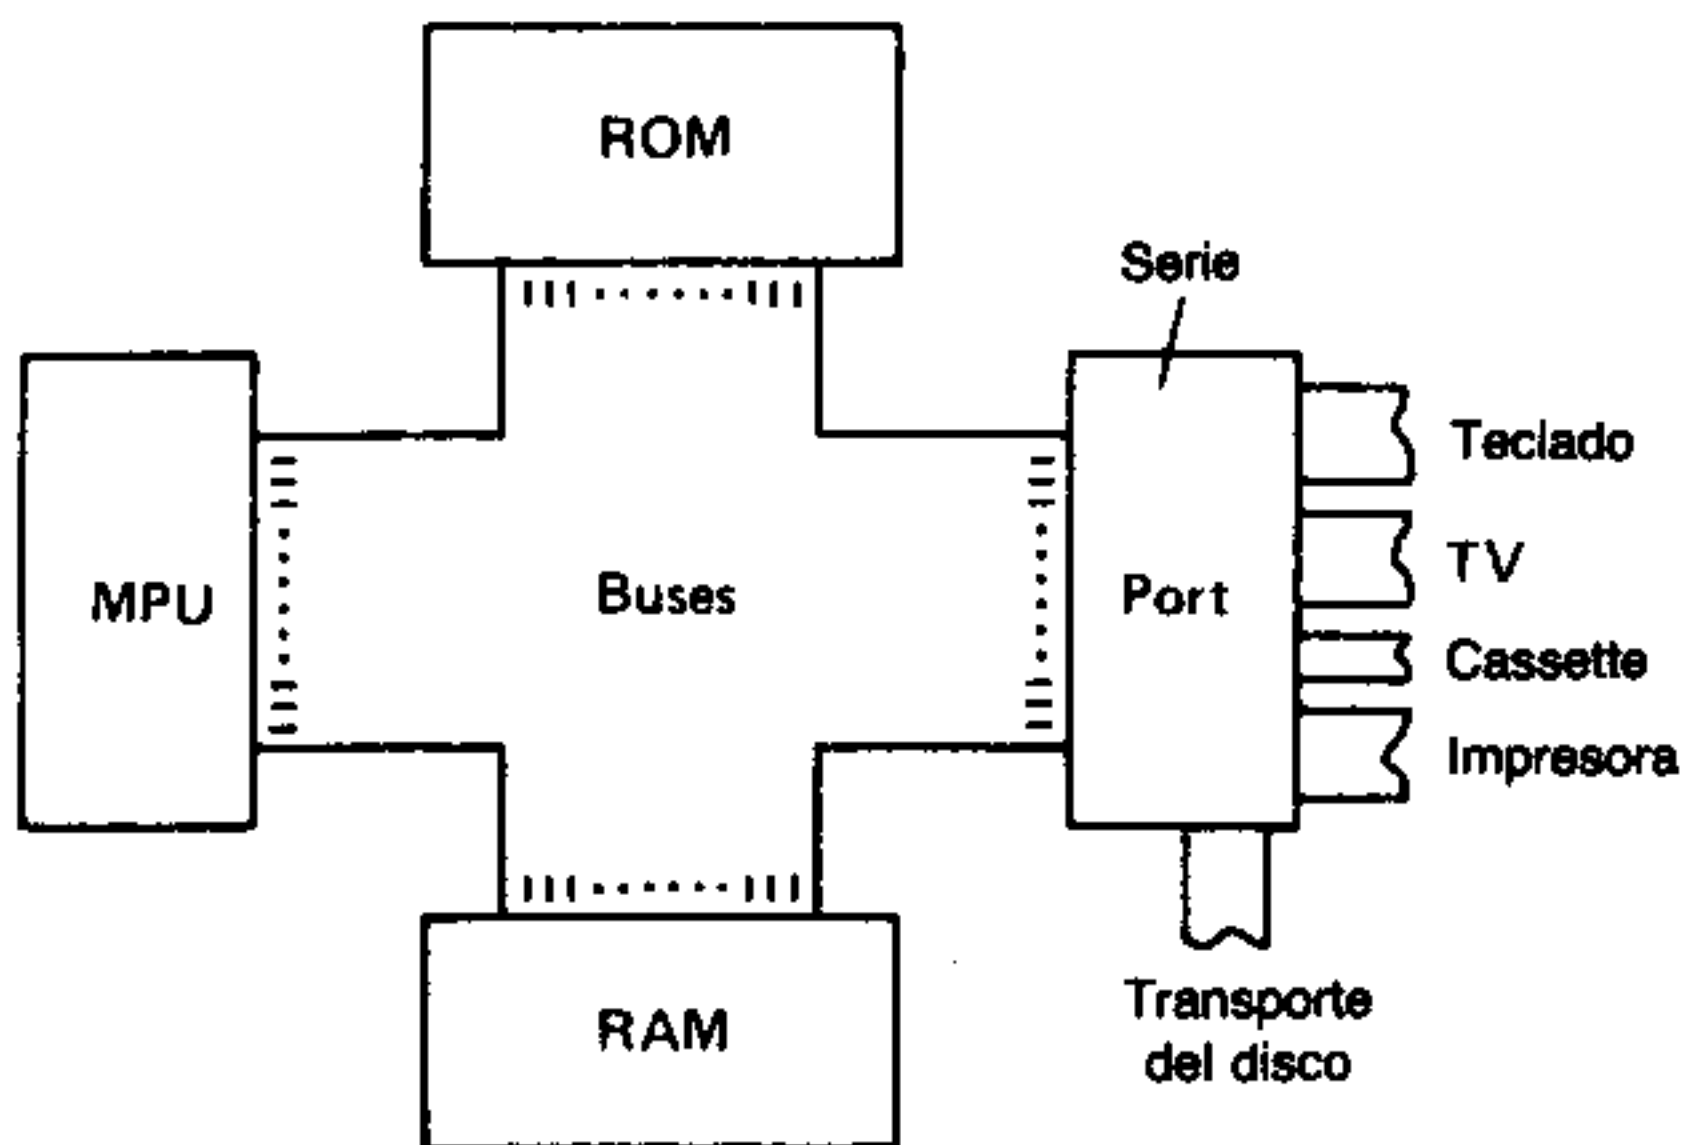 ROM
Serie
Teclado
TV
MPU
Buses
Port
Cassette
Impresora
Transporte
del disco
RAM